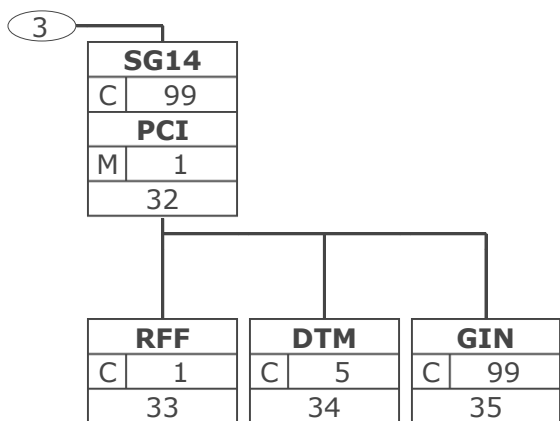 3
SG14
C 99
PCI
M 1
32
RFF DTM GIN
C 1 C 5 C 99
33 34 35